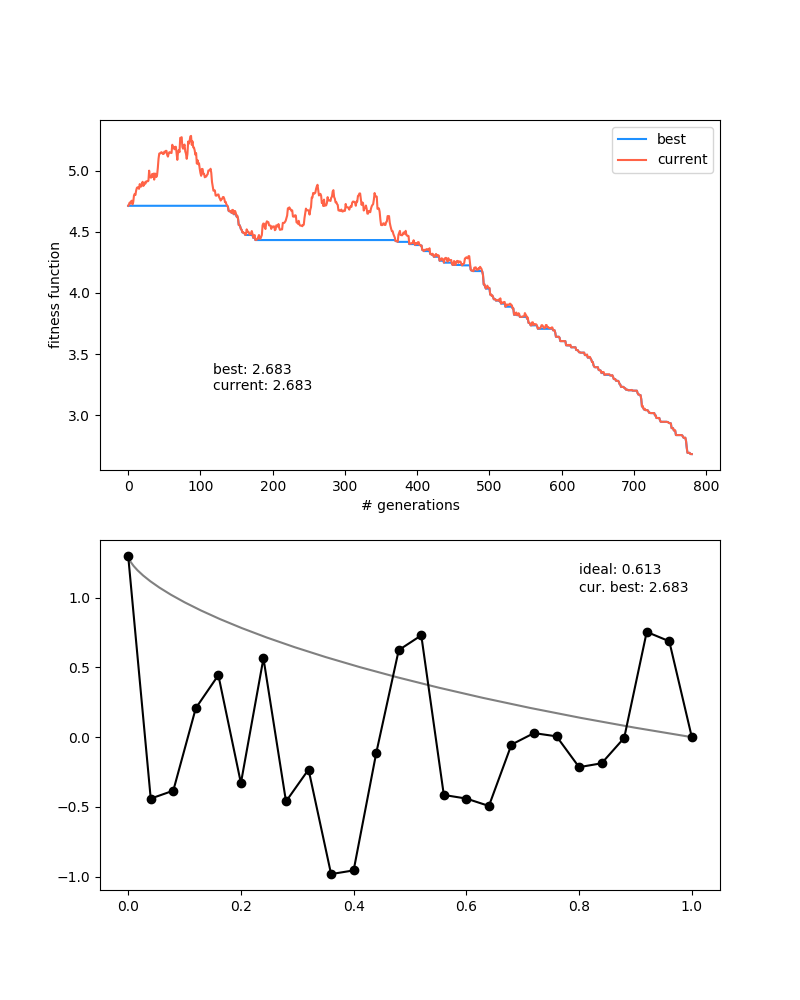 best
current
5.0
4.5
4.0
3.5
3.0
fitness function
best: 2.683
current: 2.683
0 100 200 300 400 500 600 700 800
# generations
ideal: 0.613
cur. best: 2.683
1.0
0.5
0.0
−0.5
−1.0
0.0 0.2 0.4 0.6 0.8 1.0